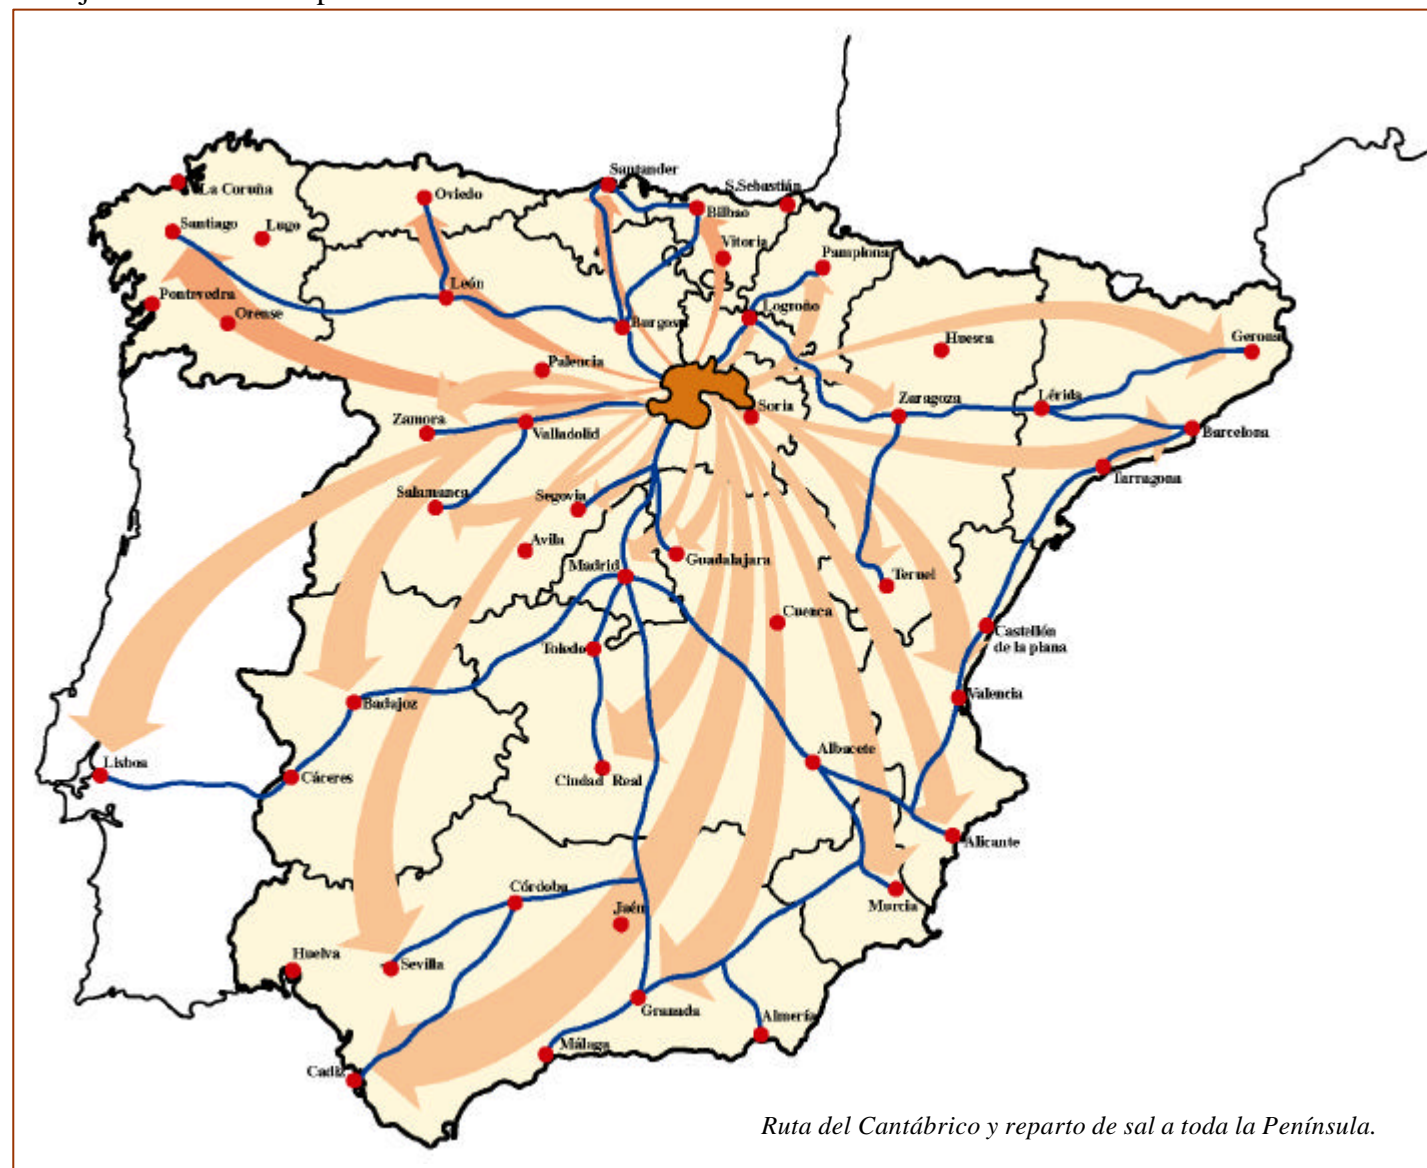 Santander
S.Sebastián
La Coruña
Oviedo
Bilbao
Santiago
Lugo
Vitoria
Pamplona
León
Pontevedra
Logroño
Orense
Burgos
Huesca
Gerona
Palencia
Lérida
Zaragoza
Soria
Zamora
Valladolid
Barcelona
Tarragona
Salamanca
Segovia
Avila
Guadalajara
Madrid
Teruel
Cuenca
Castellón
de la plana
Toledo
Valencia
Badajoz
Albacete
Lisboa
Cáceres
Ciudad Real
Alicante
Córdoba
Murcia
Jaén
Huelva
Sevilla
Granada
Almería
Málaga
Cadiz
Ruta del Cantábrico y reparto de sal a toda la Península.